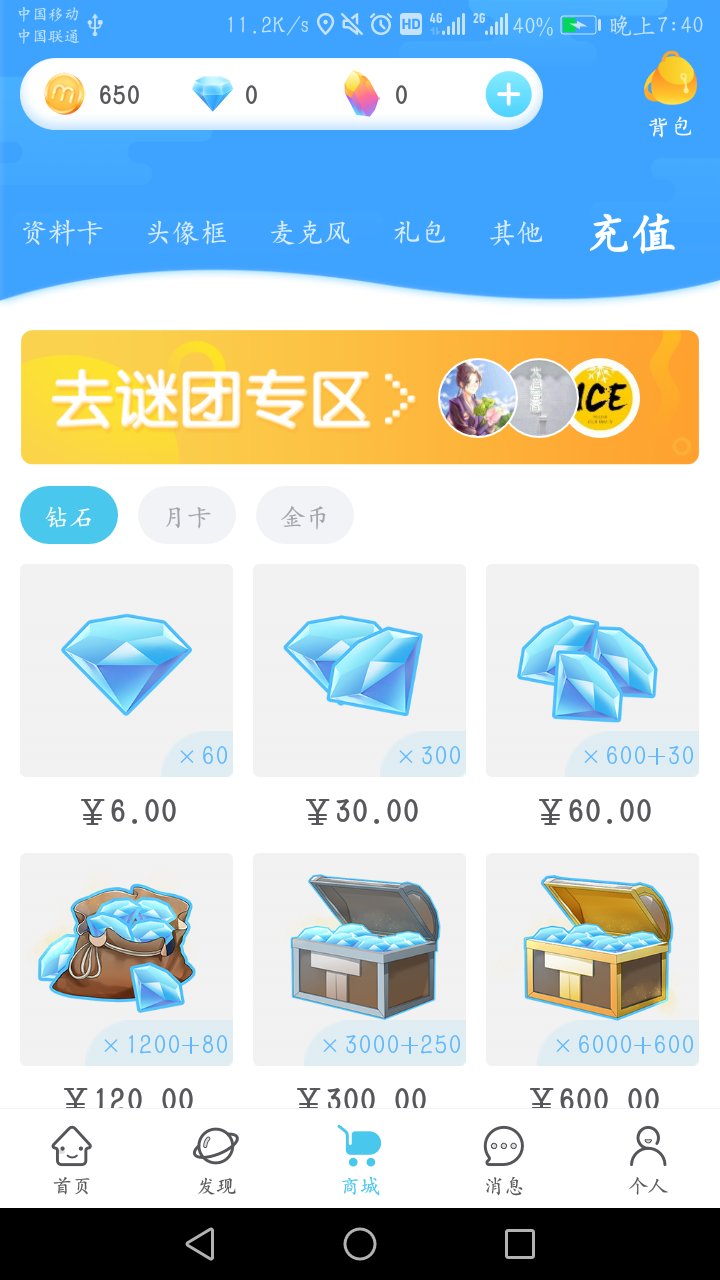 中国移动
中国联通
11.2K/s HD 4G 2G 40% 晚上7:40
650 0 0
背包
资料卡 头像框 麦克风 礼包 其他 充值
去谜团专区
ICE
钻石 月卡 金币
×60 ×300 ×600+30
¥6.00 ¥30.00 ¥60.00
×1200+80 ×3000+250 ×6000+600
¥120.00 ¥300.00 ¥600.00
首页 发现 商城 消息 个人